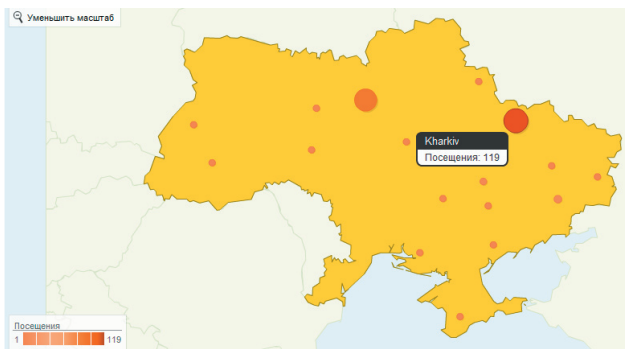 Уменьшить масштаб
Kharkiv
Посещения: 119
Посещения
1 119